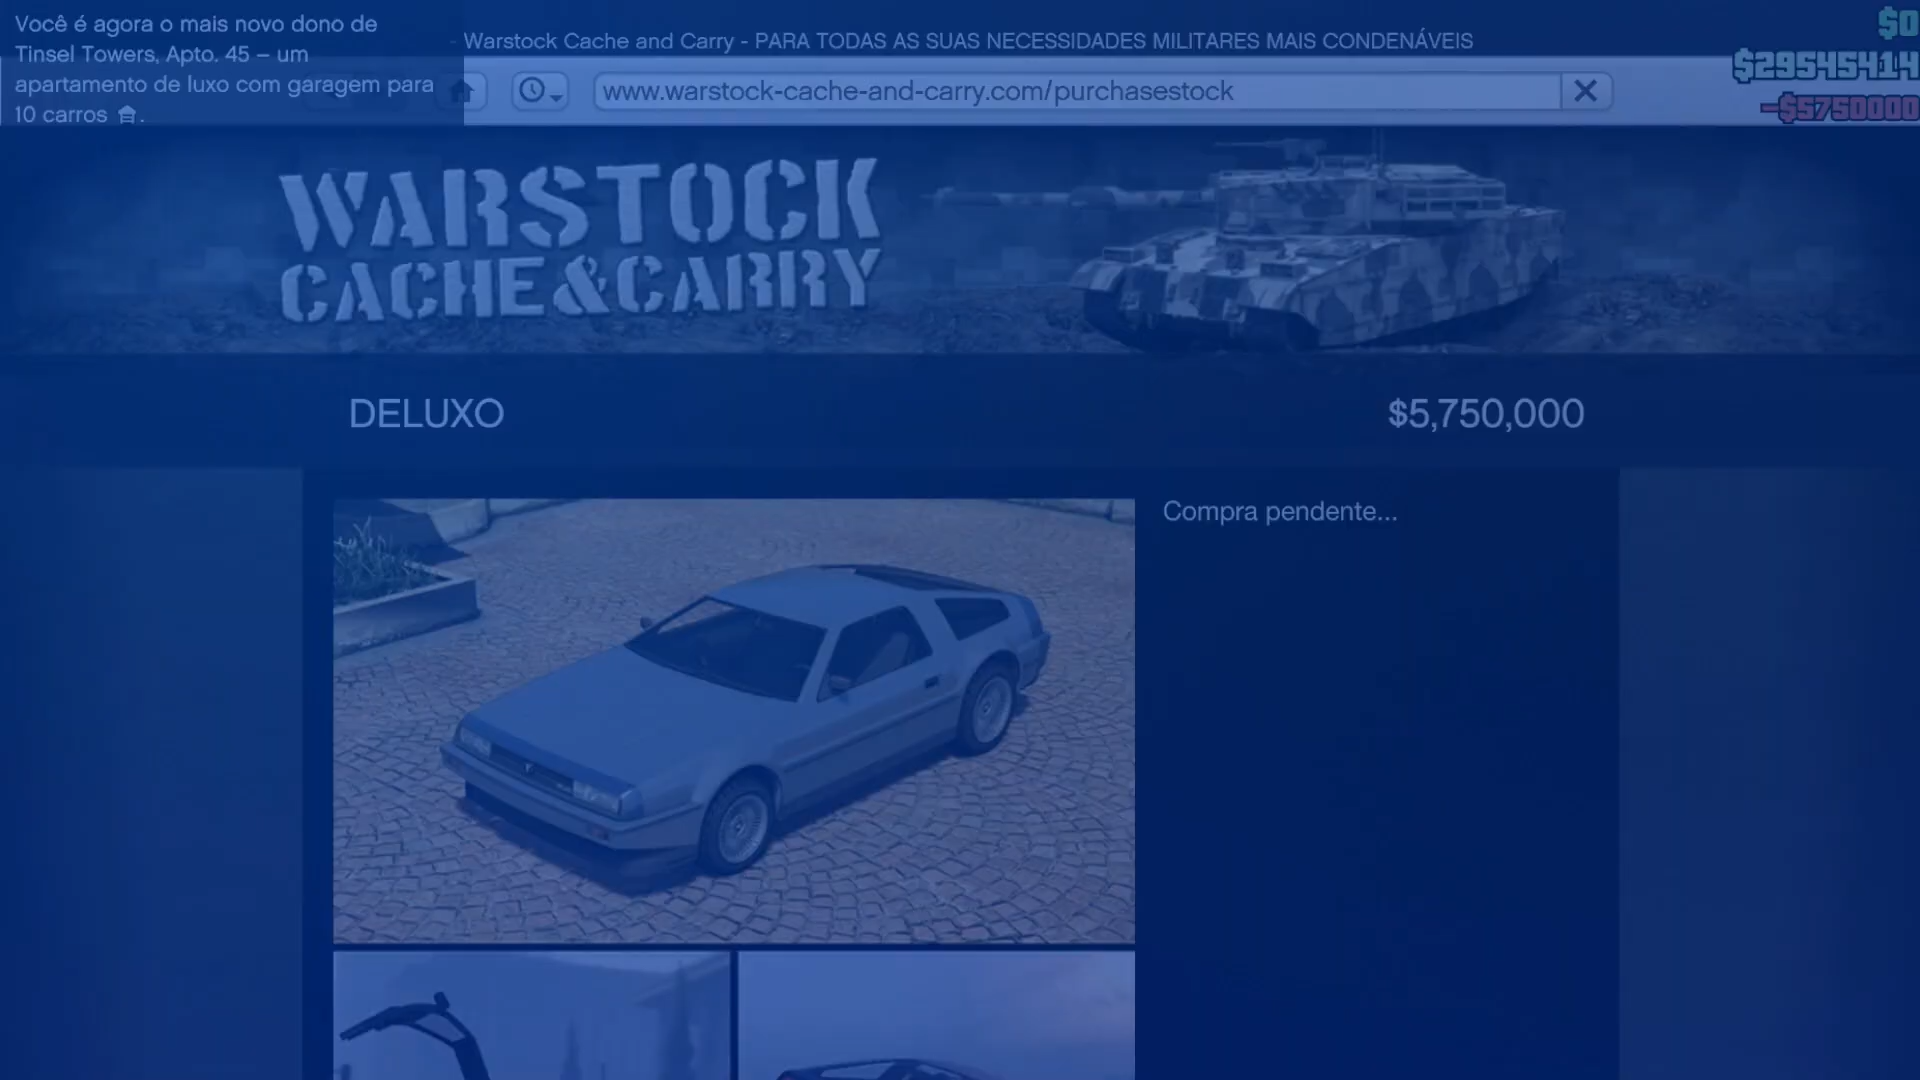 Você é agora o mais novo dono de
Tinsel Towers, Apto. 45 – um
apartamento de luxo com garagem para
10 carros
- Warstock Cache and Carry - PARA TODAS AS SUAS NECESSIDADES MILITARES MAIS CONDENÁVEIS
www.warstock-cache-and-carry.com/purchasestock
$0
$29545414
-$5750000
WARSTOCK
CACHE&CARRY
DELUXO
$5,750,000
Compra pendente...